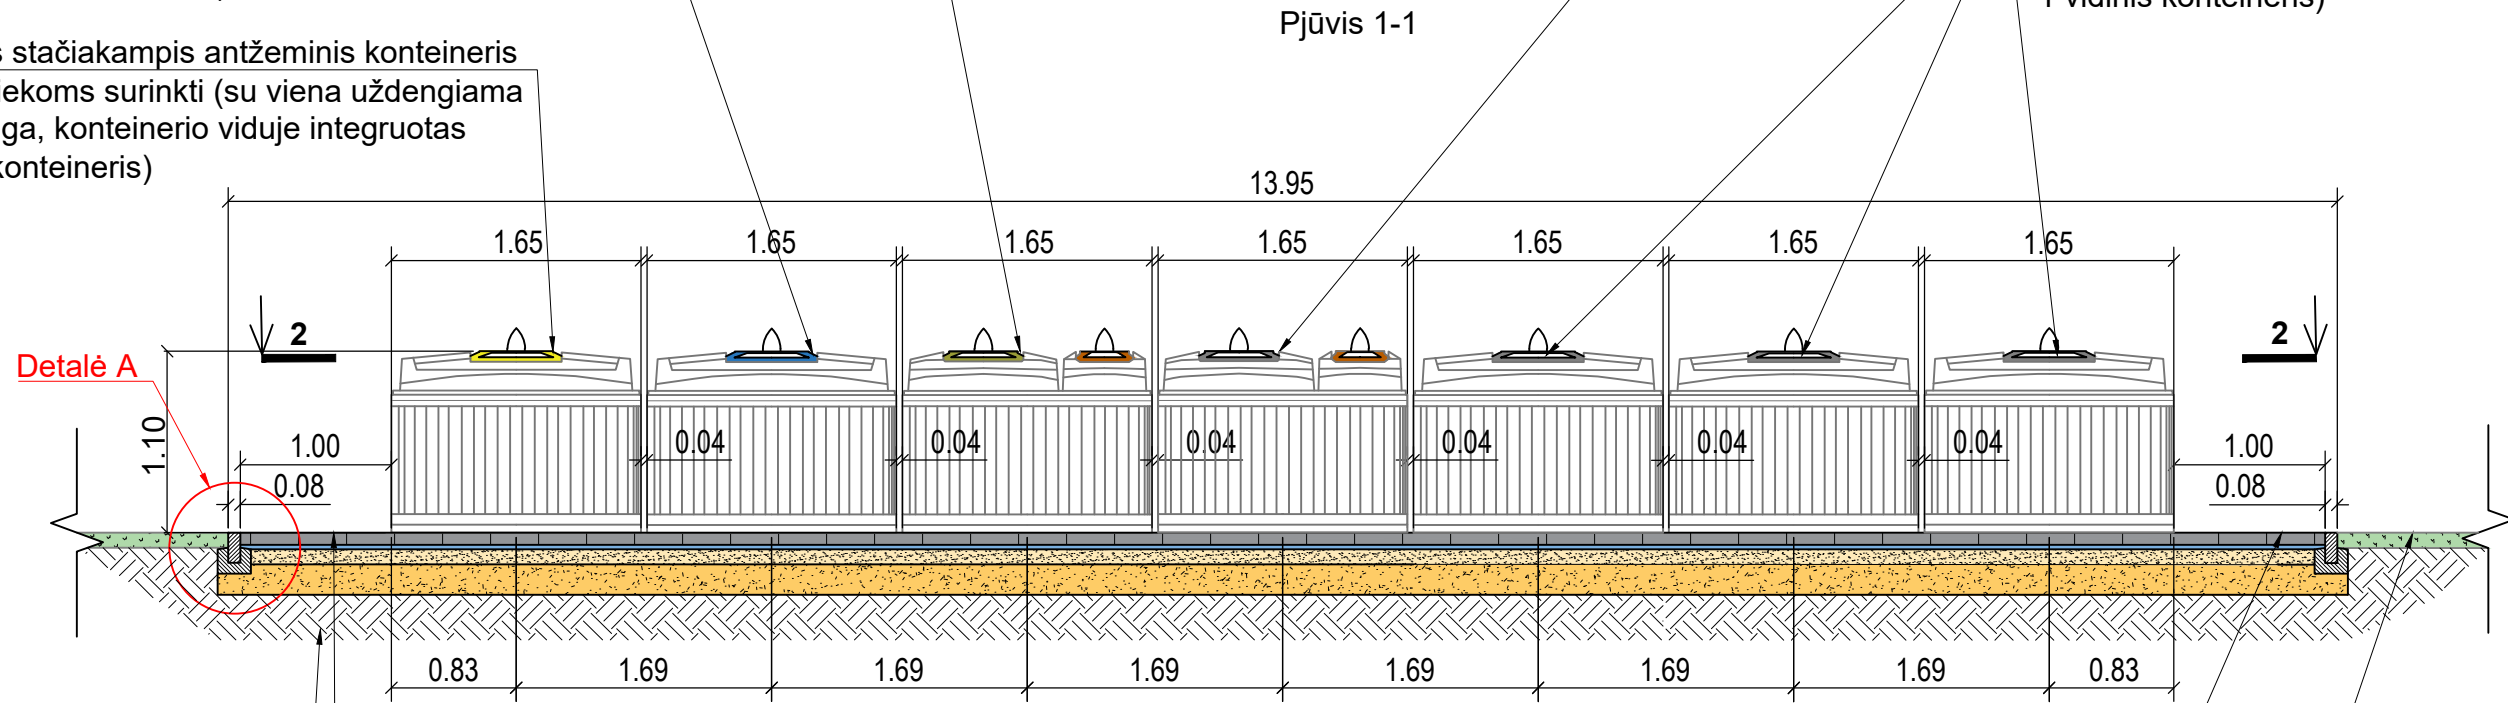 Pjūvis 1-1
vidinis konteineris)
stačiakampis antžeminis konteineris
surinkti (su viena uždengiama
konteinerio viduje integruotas
konteineris)
13.95
1.65 1.65 1.65 1.65 1.65 1.65 1.65
2 2
Detalė A
1.10
1.00 0.04 0.04 0.04 0.04 0.04 0.04 1.00
0.08 0.08
0.83 1.69 1.69 1.69 1.69 1.69 1.69 0.83